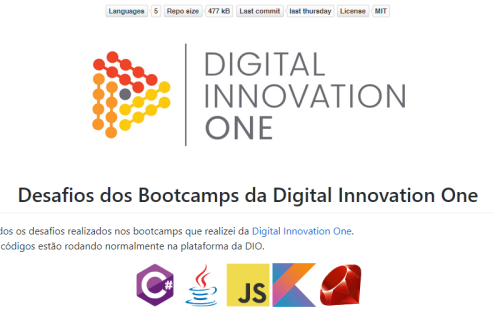 Languages 5 Repo size 477 kB Last commit last thursday License MIT
DIGITAL
INNOVATION
ONE
Desafios dos Bootcamps da Digital Innovation One
dos os desafios realizados nos bootcamps que realizei da Digital Innovation One.
códigos estão rodando normalmente na plataforma da DIO.
C# Java JS